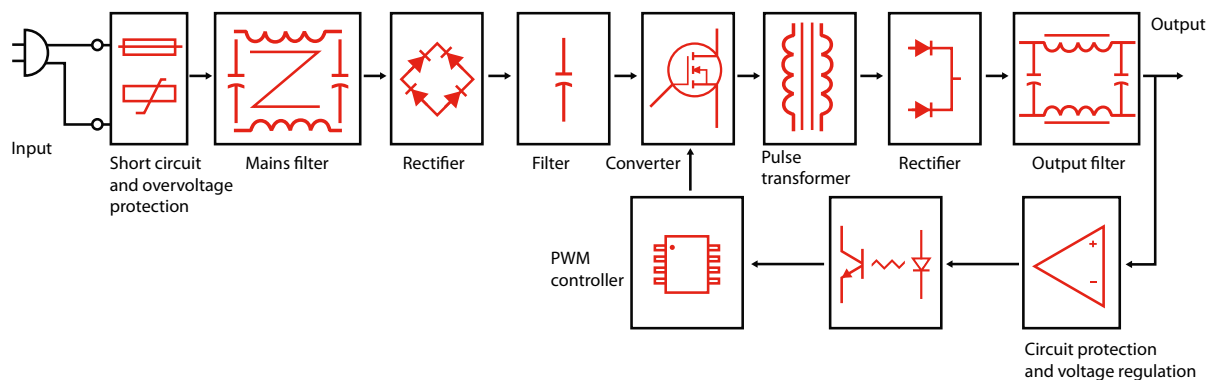 Output
Input
Short circuit
and overvoltage
protection
Mains filter
Rectifier
Filter
Converter
Pulse
transformer
Rectifier
Output filter
PWM
controller
+
−
Circuit protection
and voltage regulation